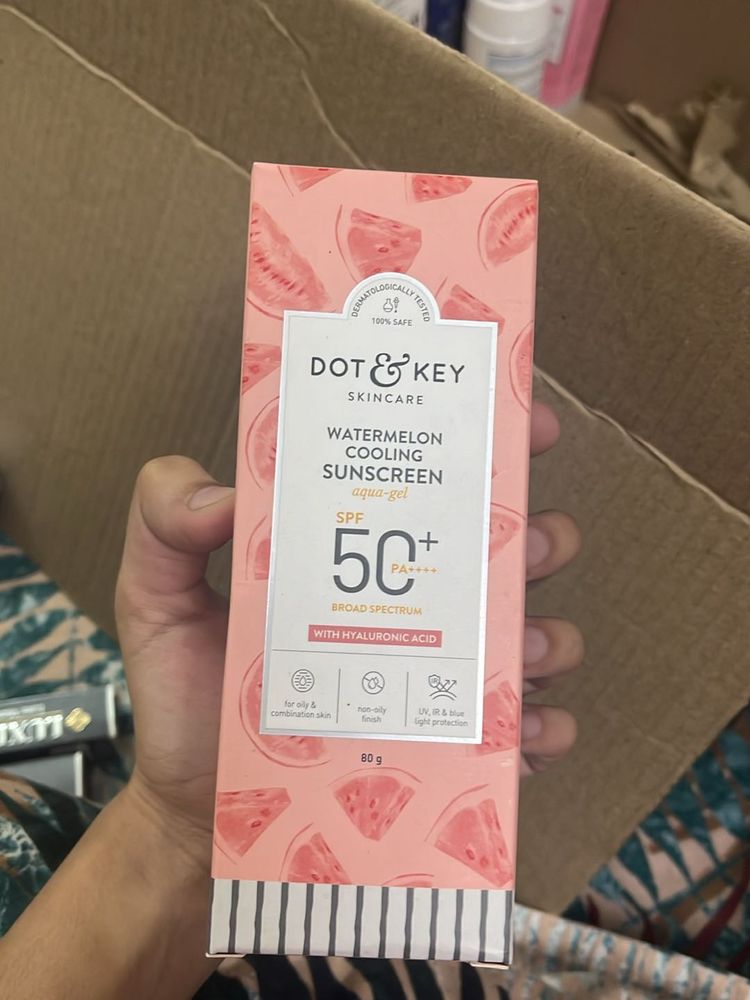 DERMATOLOGICALLY TESTED
100% SAFE
DOT & KEY
SKINCARE
WATERMELON
COOLING
SUNSCREEN
aqua-gel
SPF
50+
PA++++
BROAD SPECTRUM
WITH HYALURONIC ACID
for oily &
combination skin
non-oily
finish
IR
UV, IR & blue
light protection
80 g